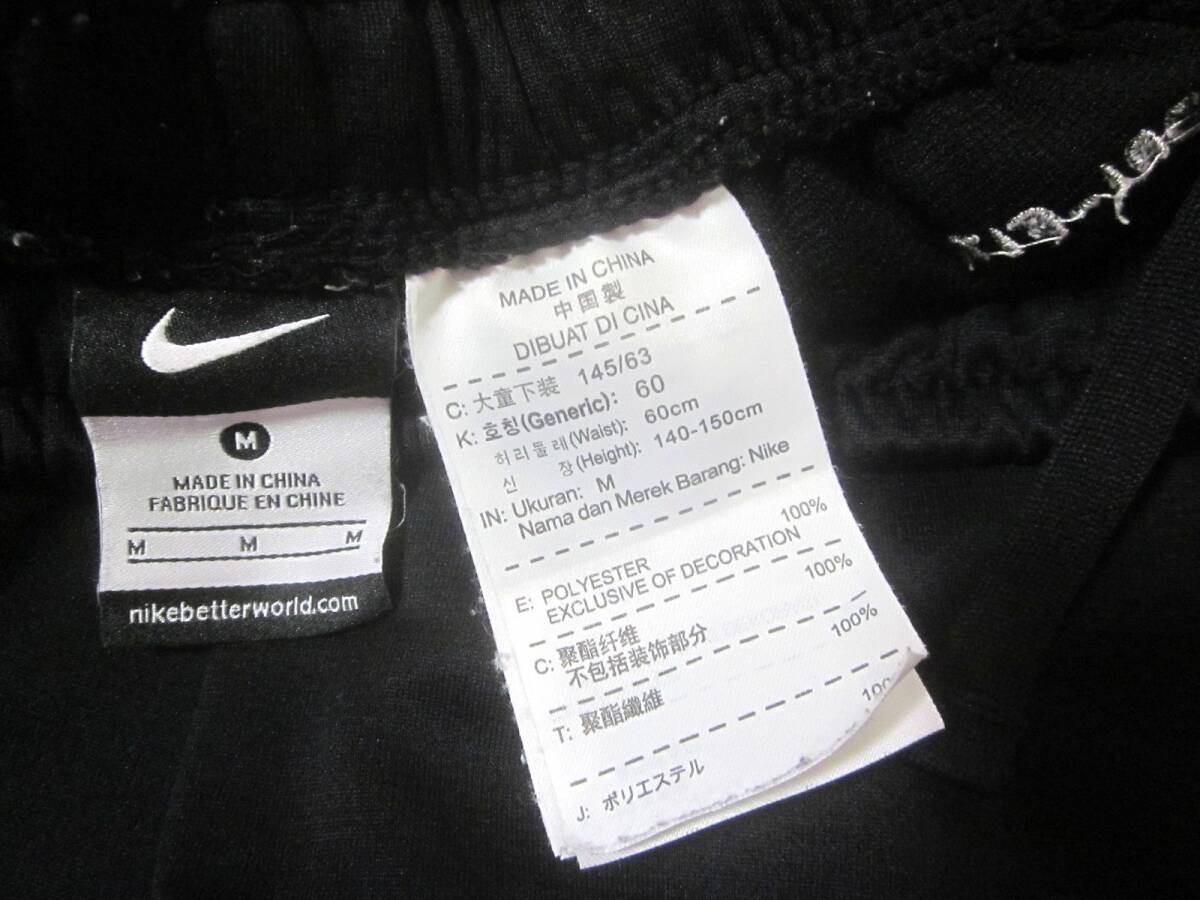 M
MADE IN CHINA
FABRIQUE EN CHINE
M M M
nikebetterworld.com
MADE IN CHINA
中国製
DIBUAT DI CINA
C: 大童下装 145/63
K: 호칭(Generic): 60
허리둘레(Waist): 60cm
신 장(Height): 140-150cm
IN: Ukuran: M
Nama dan Merek Barang: Nike
E: POLYESTER 100%
EXCLUSIVE OF DECORATION
C: 聚酯纤维 100%
不包括装饰部分
T: 聚酯纖維 100%
J: ポリエステル